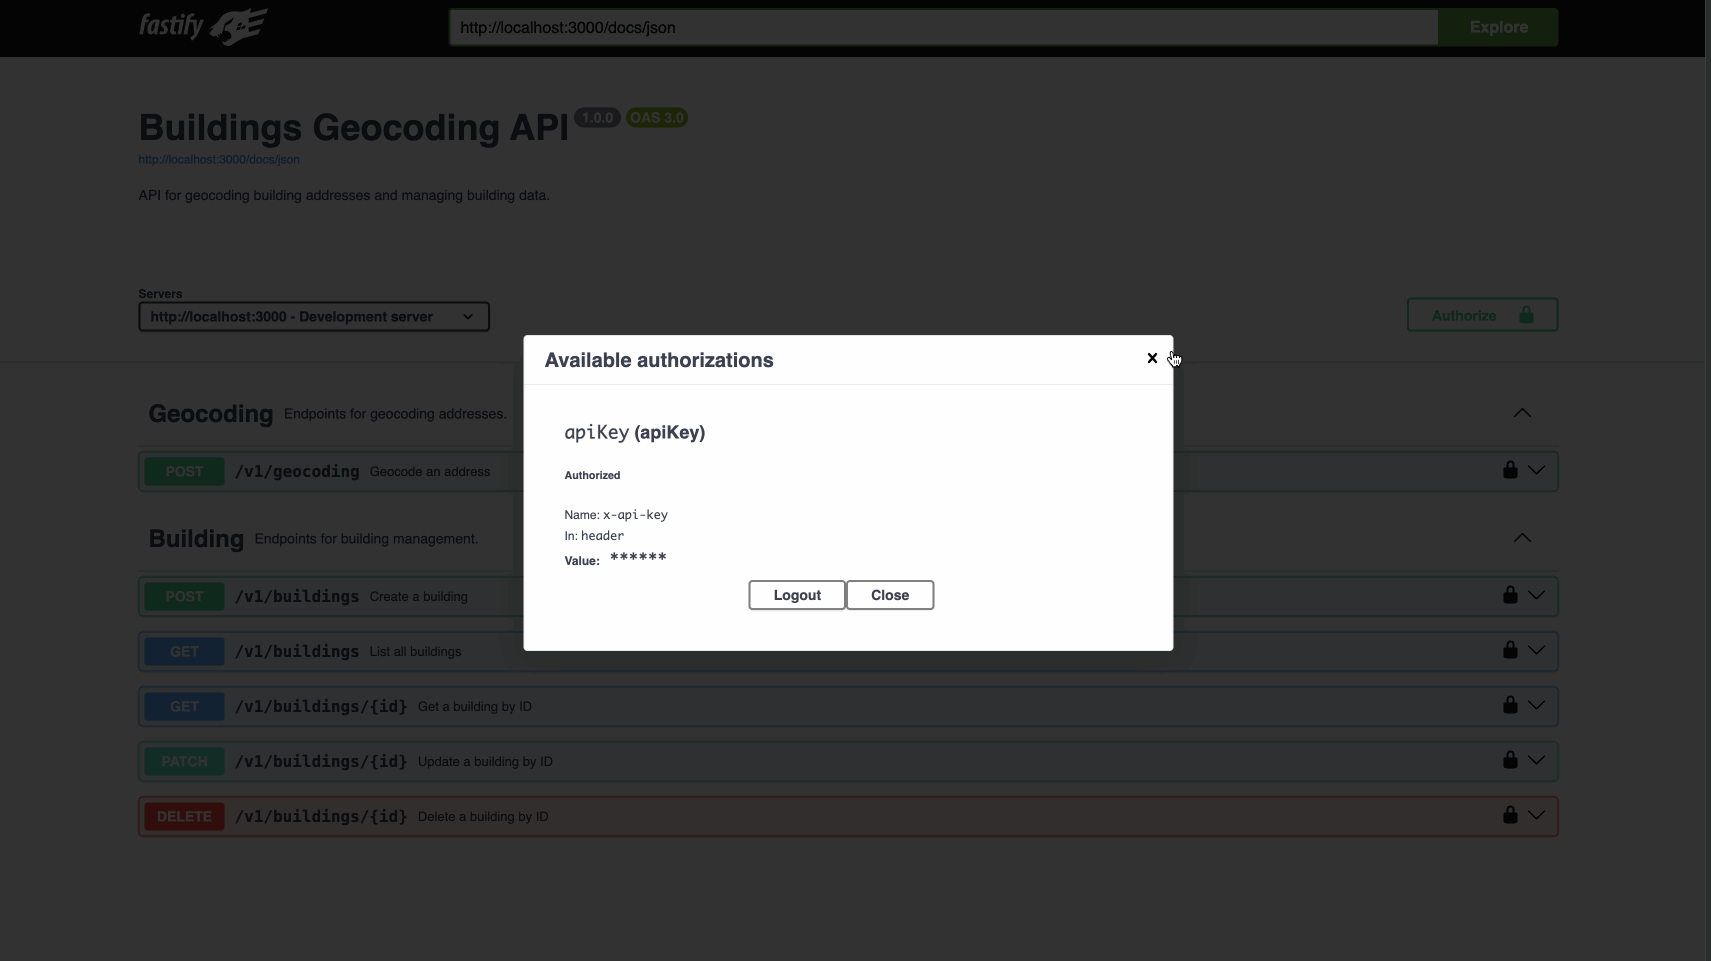 fastify
http://localhost:3000/docs/json
Explore
Buildings Geocoding API 1.0.0 OAS 3.0
http://localhost:3000/docs/json
API for geocoding building addresses and managing building data.
Servers
http://localhost:3000 - Development server
Authorize
Available authorizations
apiKey (apiKey)
Authorized
Name: x-api-key
In: header
Value: ******
Logout
Close
Geocoding Endpoints for geocoding addresses.
POST /v1/geocoding Geocode an address
Building Endpoints for building management.
POST /v1/buildings Create a building
GET /v1/buildings List all buildings
GET /v1/buildings/{id} Get a building by ID
PATCH /v1/buildings/{id} Update a building by ID
DELETE /v1/buildings/{id} Delete a building by ID